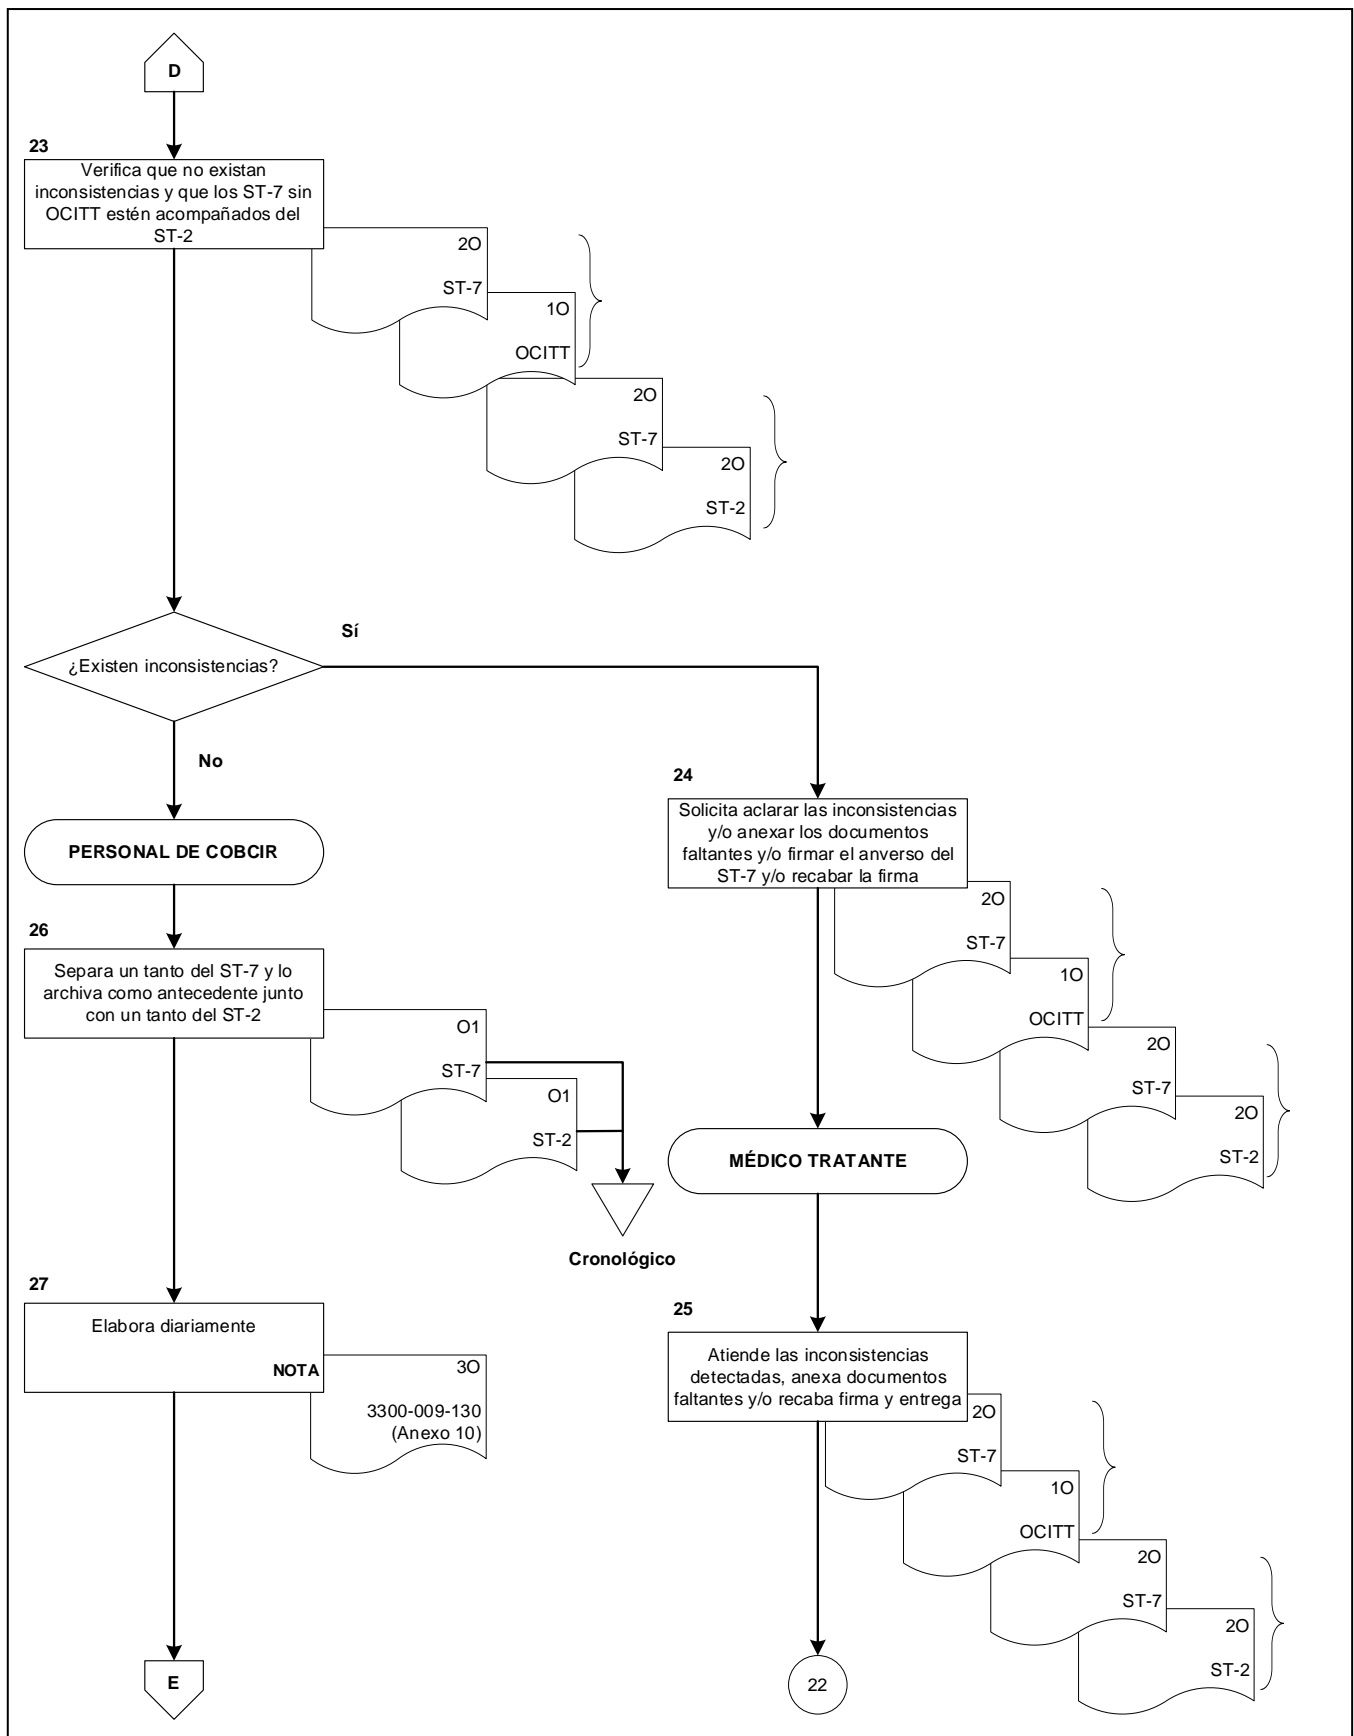 D
23
Verifica que no existan
inconsistencias y que los ST-7 sin
OCITT estén acompañados del
ST-2
2O
ST-7
1O
OCITT
2O
ST-7
2O
ST-2
¿Existen inconsistencias?
Sí
No
PERSONAL DE COBCIR
26
Separa un tanto del ST-7 y lo
archiva como antecedente junto
con un tanto del ST-2
O1
ST-7
O1
ST-2
Cronológico
27
Elabora diariamente
NOTA
3O
3300-009-130
(Anexo 10)
E
24
Solicita aclarar las inconsistencias
y/o anexar los documentos
faltantes y/o firmar el anverso del
ST-7 y/o recabar la firma
2O
ST-7
1O
OCITT
2O
ST-7
2O
ST-2
MÉDICO TRATANTE
25
Atiende las inconsistencias
detectadas, anexa documentos
faltantes y/o recaba firma y entrega
2O
ST-7
1O
OCITT
2O
ST-7
2O
ST-2
22